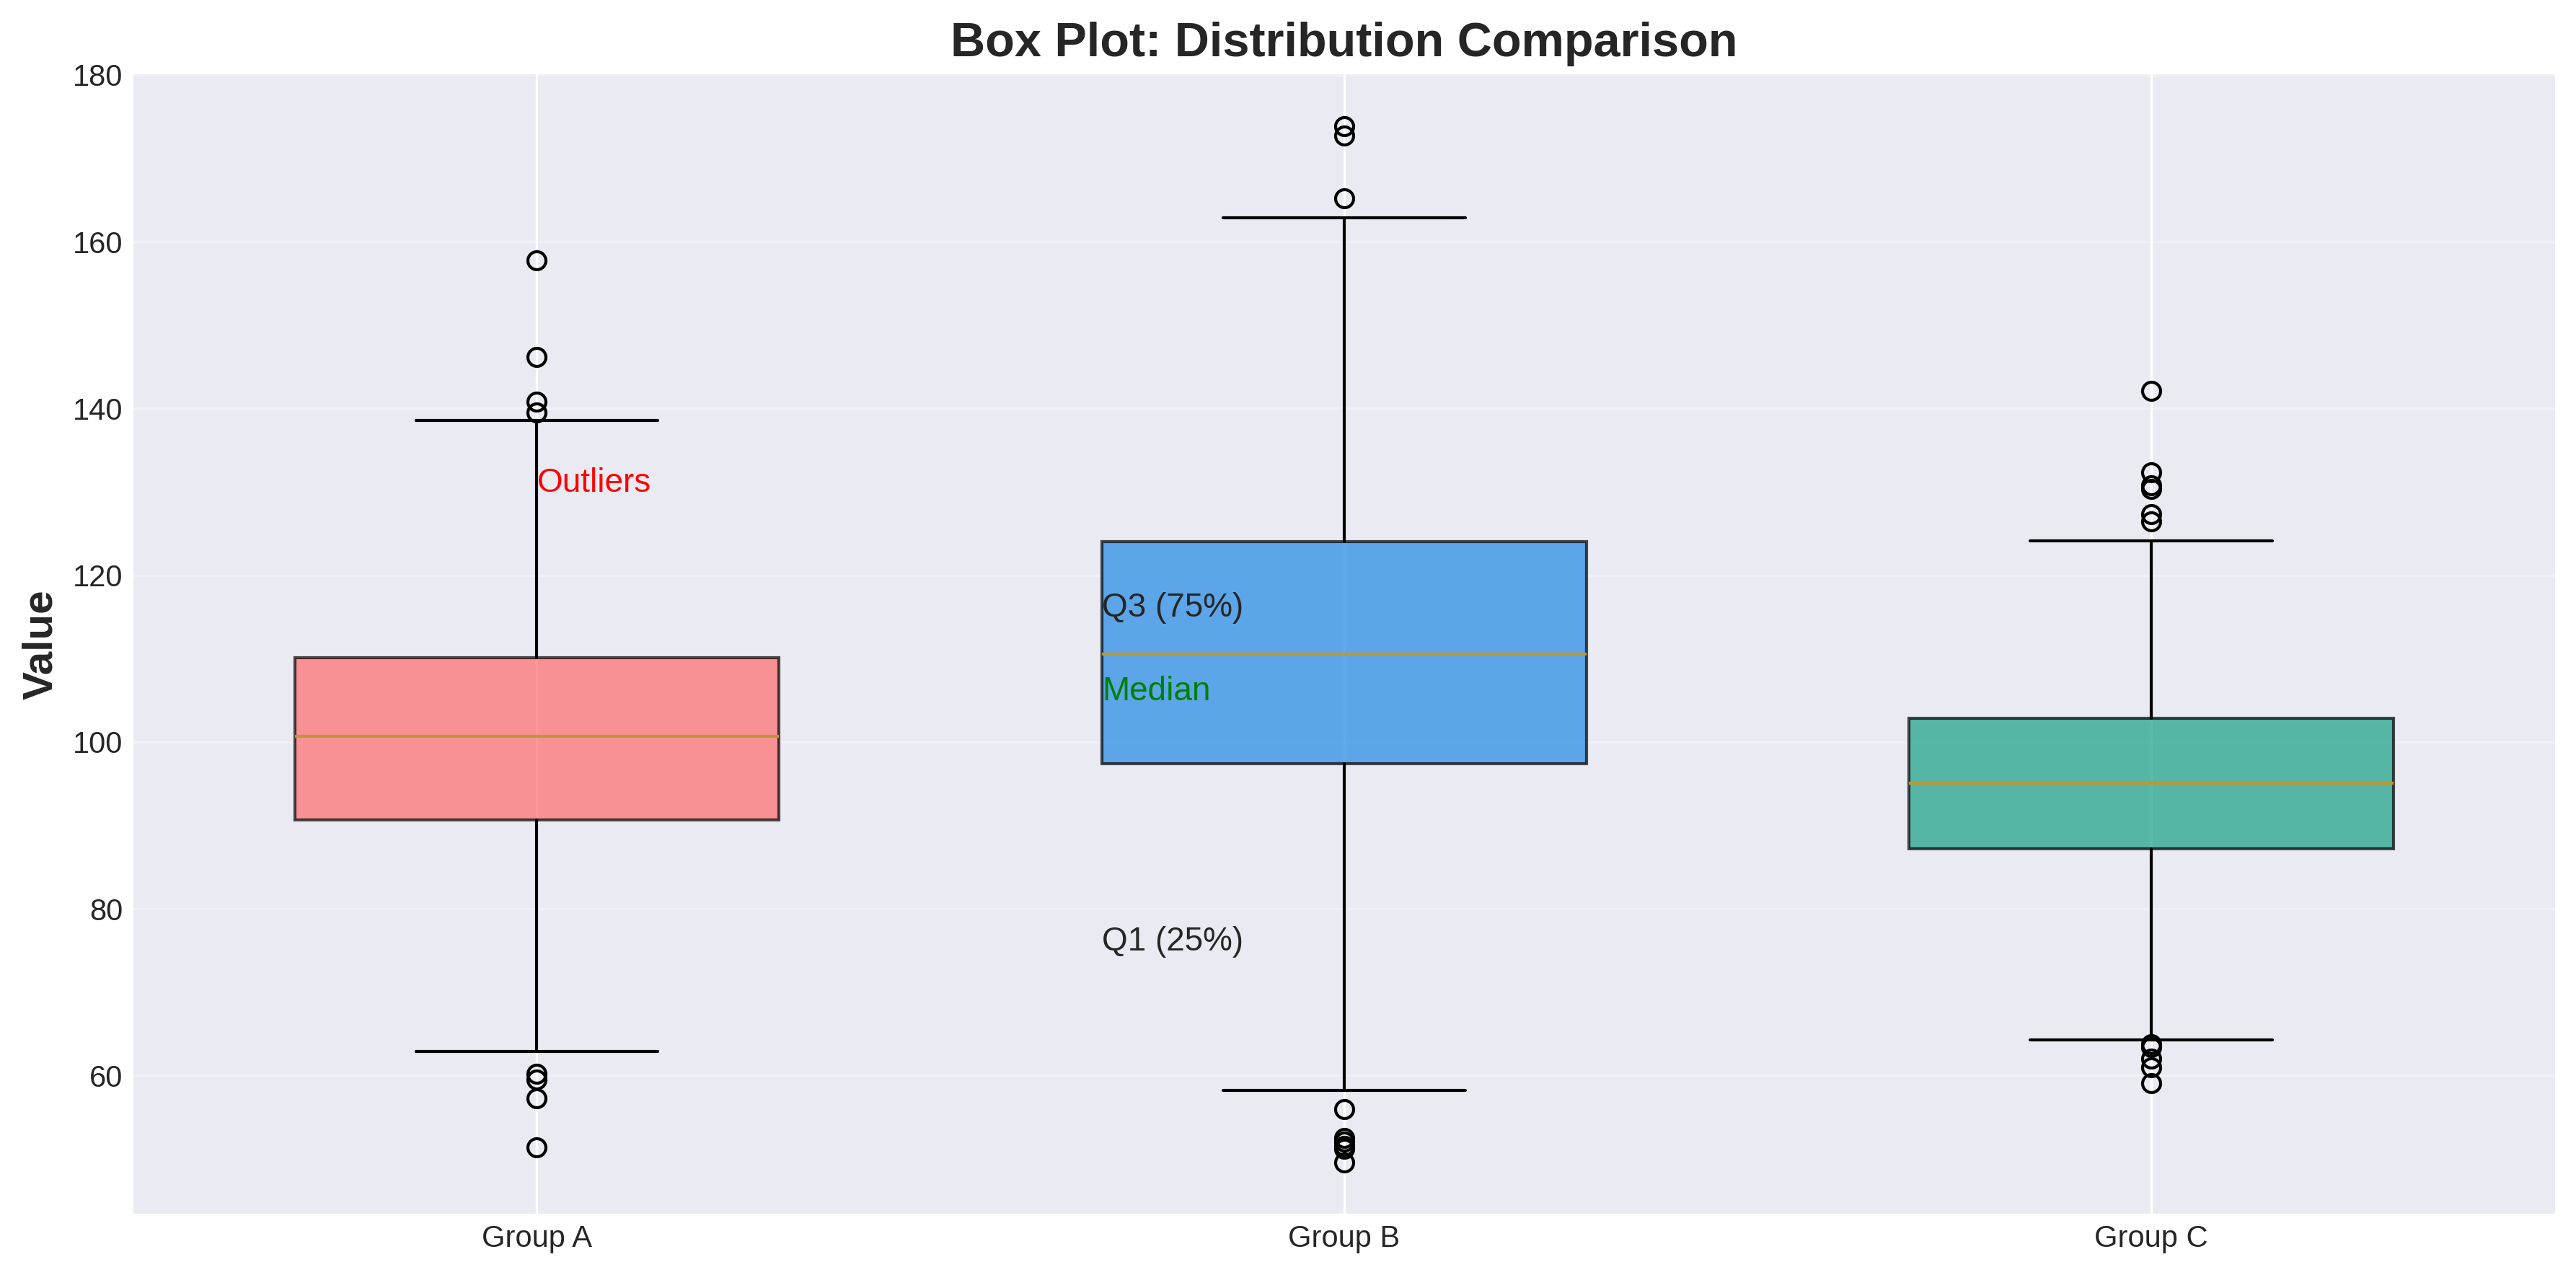 Box Plot: Distribution Comparison
180
160
140
120
100
80
60
Value
Outliers
Q3 (75%)
Median
Q1 (25%)
Group A
Group B
Group C